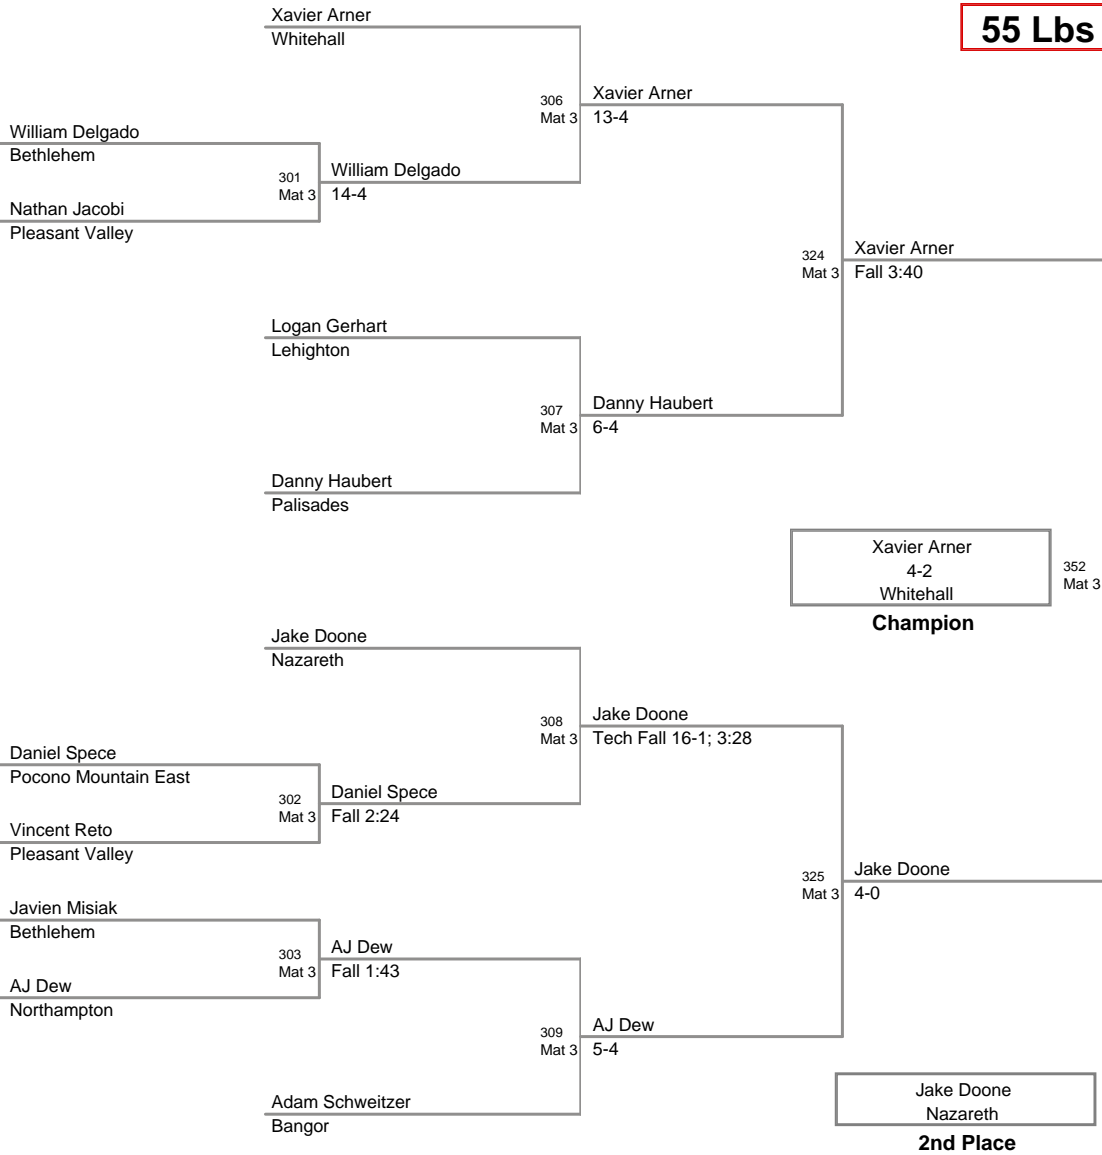 Xavier Arner
Whitehall
55 Lbs
306
Mat 3
Xavier Arner
13-4
William Delgado
Bethlehem
301
Mat 3
William Delgado
14-4
Nathan Jacobi
Pleasant Valley
324
Mat 3
Xavier Arner
Fall 3:40
Logan Gerhart
Lehighton
307
Mat 3
Danny Haubert
6-4
Danny Haubert
Palisades
Xavier Arner
4-2
Whitehall
352
Mat 3
Champion
Jake Doone
Nazareth
308
Mat 3
Jake Doone
Tech Fall 16-1; 3:28
Daniel Spece
Pocono Mountain East
302
Mat 3
Daniel Spece
Fall 2:24
Vincent Reto
Pleasant Valley
325
Mat 3
Jake Doone
4-0
Javien Misiak
Bethlehem
303
Mat 3
AJ Dew
Fall 1:43
AJ Dew
Northampton
309
Mat 3
AJ Dew
5-4
Adam Schweitzer
Bangor
Jake Doone
Nazareth
2nd Place